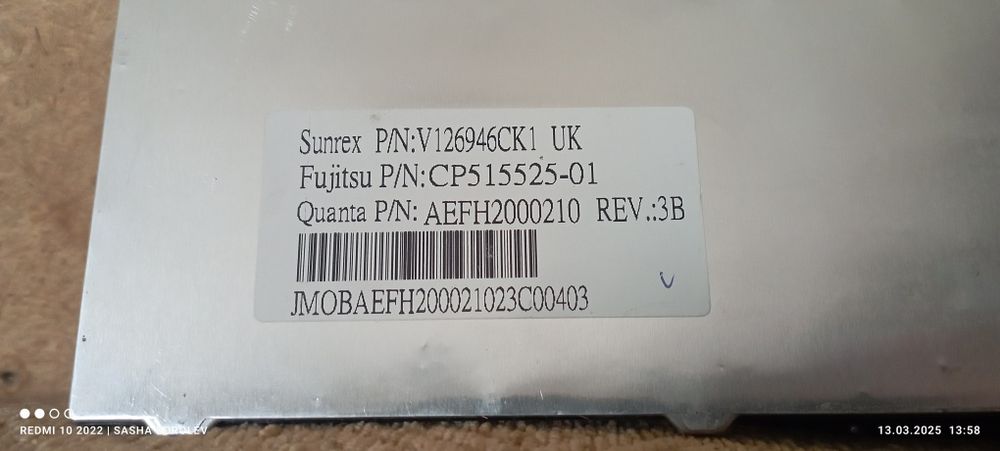 Sunrex P/N:V126946CK1 UK
Fujitsu P/N:CP515525-01
Quanta P/N: AEFH2000210 REV.:3B
JMOBAEFH200021023C00403
REDMI 10 2022 | SASHA KOROLEV
13.03.2025 13:58